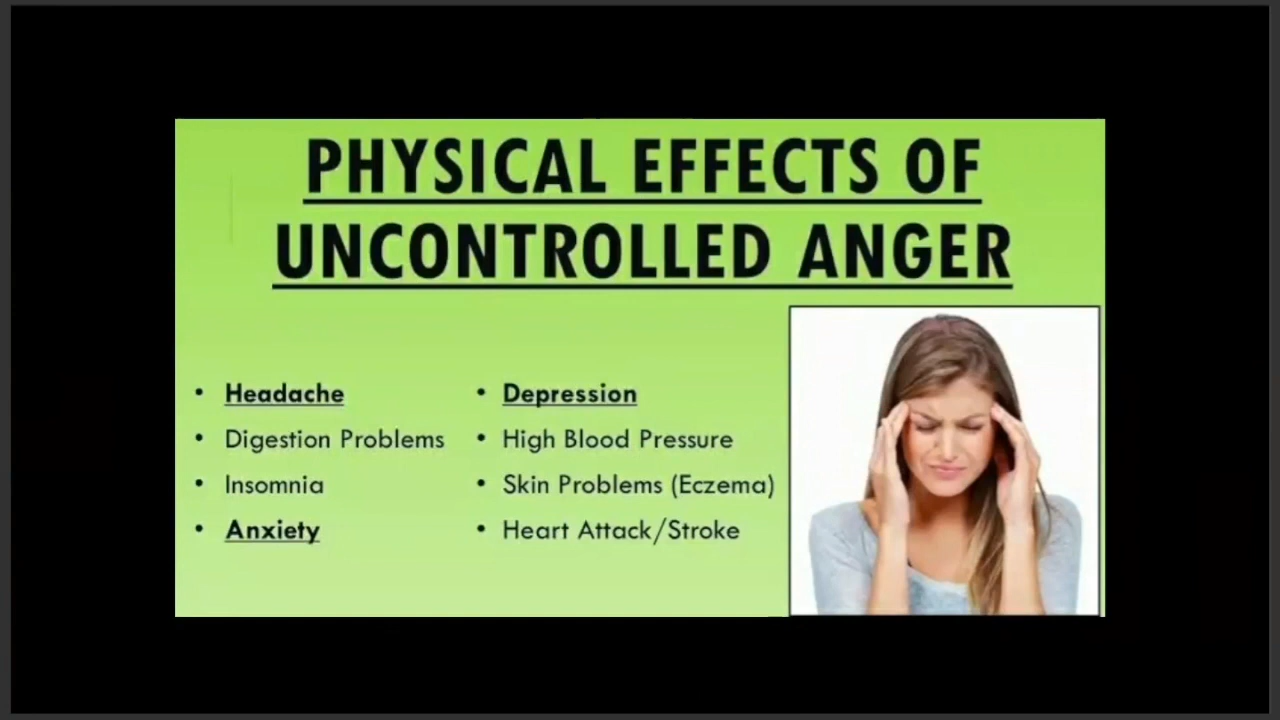 PHYSICAL EFFECTS OF
UNCONTROLLED ANGER
• Headache
• Digestion Problems
• Insomnia
• Anxiety
• Depression
• High Blood Pressure
• Skin Problems (Eczema)
• Heart Attack/Stroke